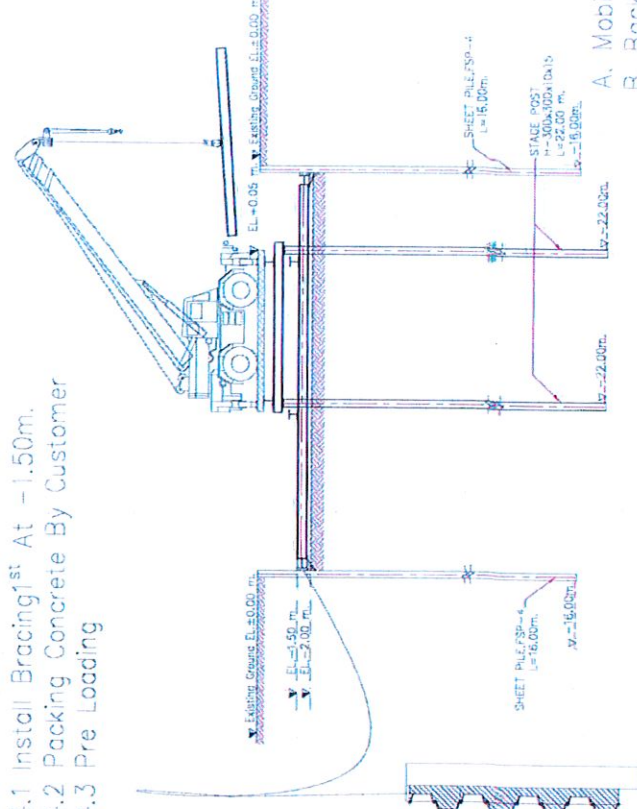 .1 Install Bracing1st At -1.50m.
.2 Packing Concrete By Customer
.3 Pre Loading
Existing Ground EL.±0.00 m.
EL.-1.50 m.
EL.-2.00 m.
SHEET PILE,FSP-4
L=16.00m.
-16.00m.
-22.00m.
EL.+0.05 m.
Existing Ground EL.±0.00 m.
SHEET PILE,FSP-4
L=16.00m.
STAGE POST
H-300x300x10x15
L=22.00 m.
-16.00m.
-22.00m.
A. Mobi
B.